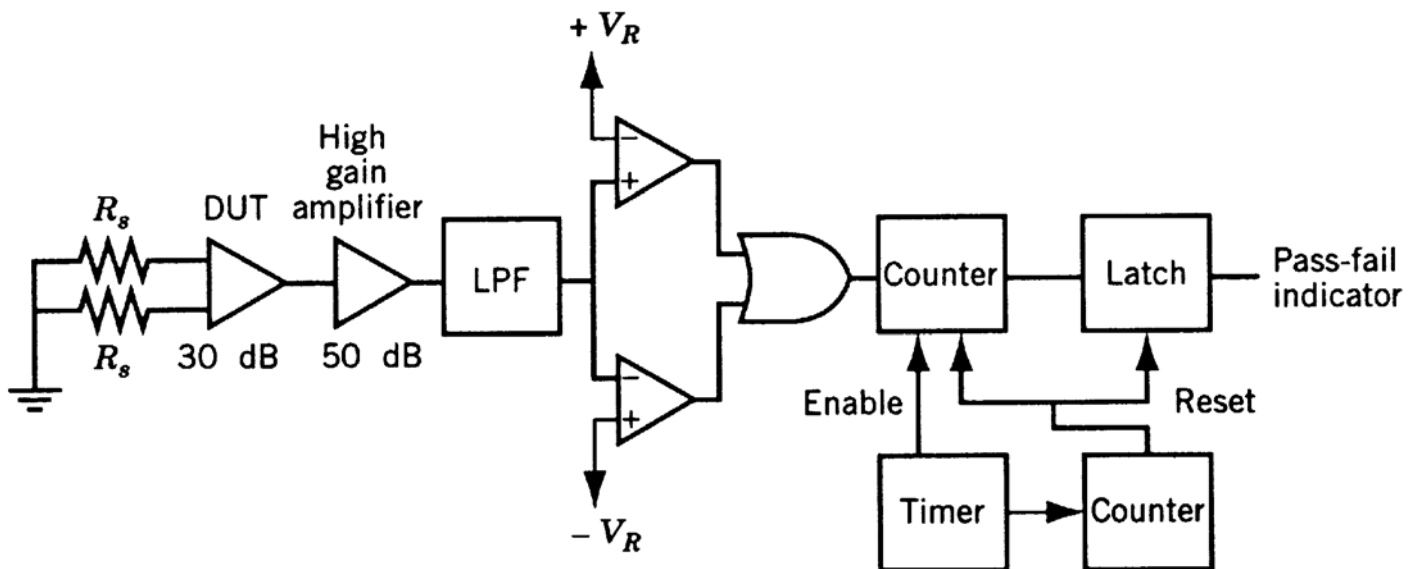 + V_R
High
gain
amplifier
DUT
R_s
R_s
30 dB
50 dB
LPF
−
+
−
+
− V_R
Counter
Latch
Pass-fail
indicator
Enable
Reset
Timer
Counter